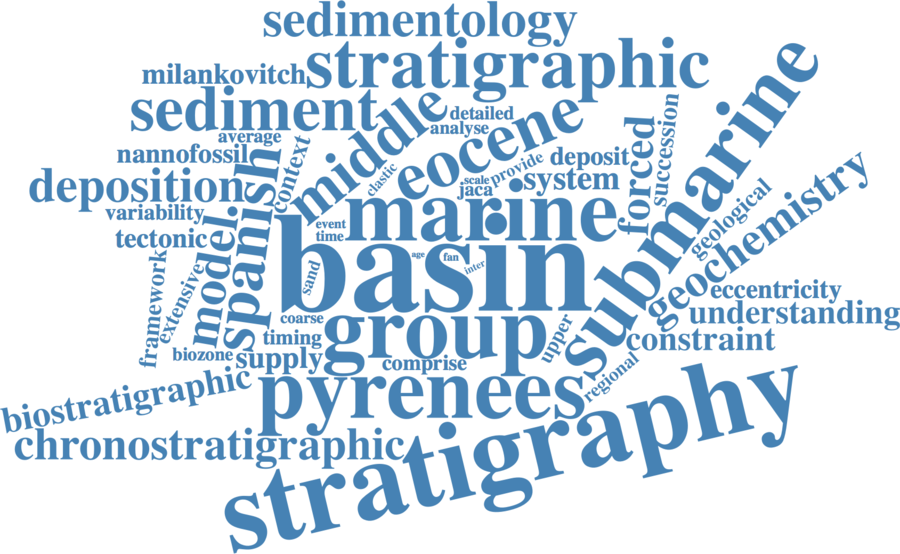 sedimentology
stratigraphic
milankovitch
sediment
middle
detailed
analyse
average
eocene
submarine
forced
succession
nannofossil
context
spanish
clastic
provide
deposit
scale
jaca
system
deposition
variability
marine
geological
geochemistry
tectonic
model
event
time
basin
age
fan
inter
sand
framework
extensive
eccentricity
understanding
coarse
group
upper
timing
constraint
biozone
supply
comprise
regional
biostratigraphic
pyrenees
chronostratigraphic
stratigraphy